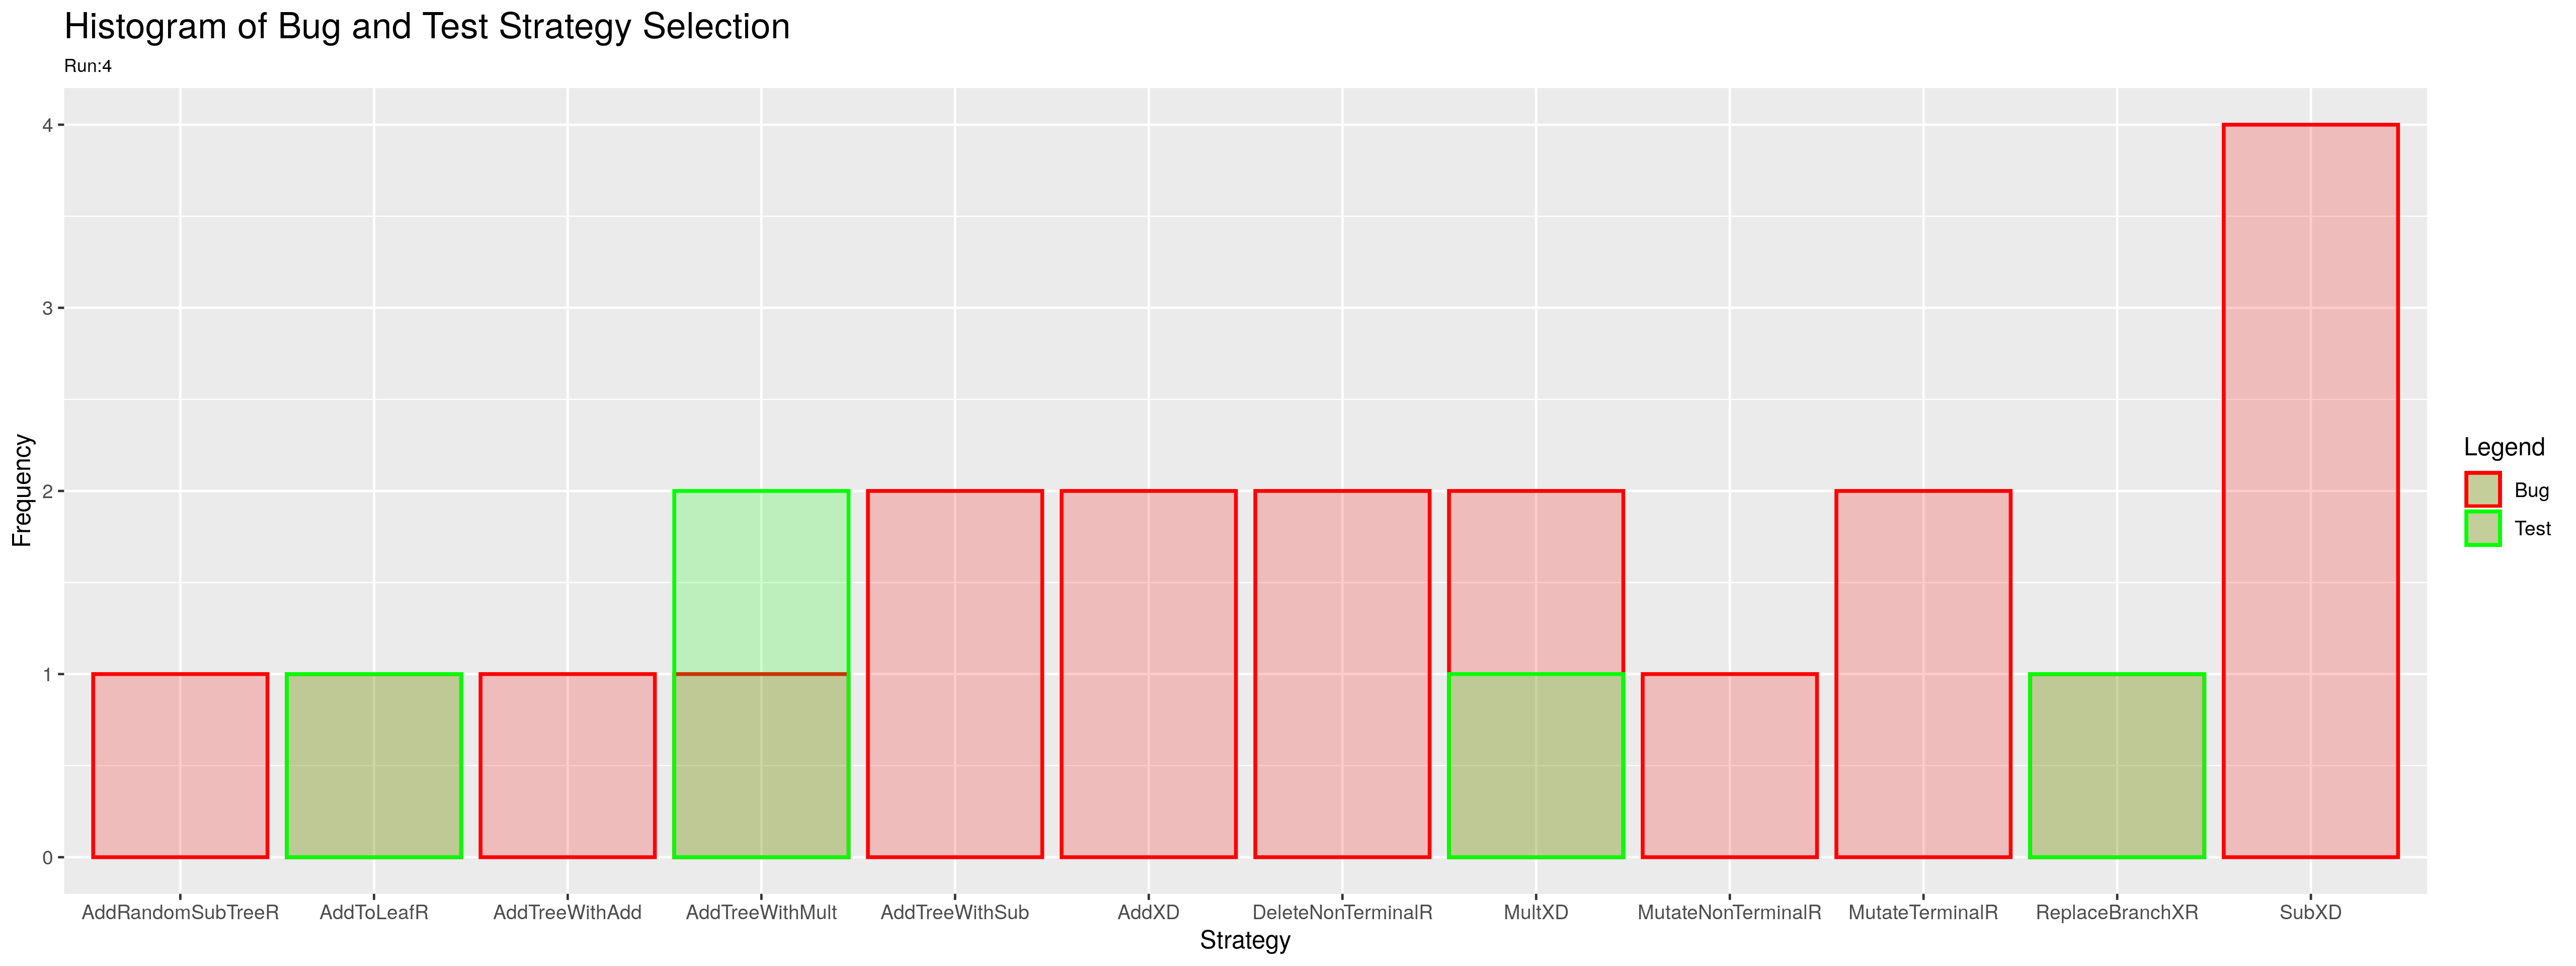 Histogram of Bug and Test Strategy Selection
Run:4
4
3
2
1
0
Frequency
AddRandomSubTreeR AddToLeafR AddTreeWithAdd AddTreeWithMult AddTreeWithSub AddXD DeleteNonTerminalR MultXD MutateNonTerminalR MutateTerminalR ReplaceBranchXR SubXD
Strategy
Legend
Bug
Test